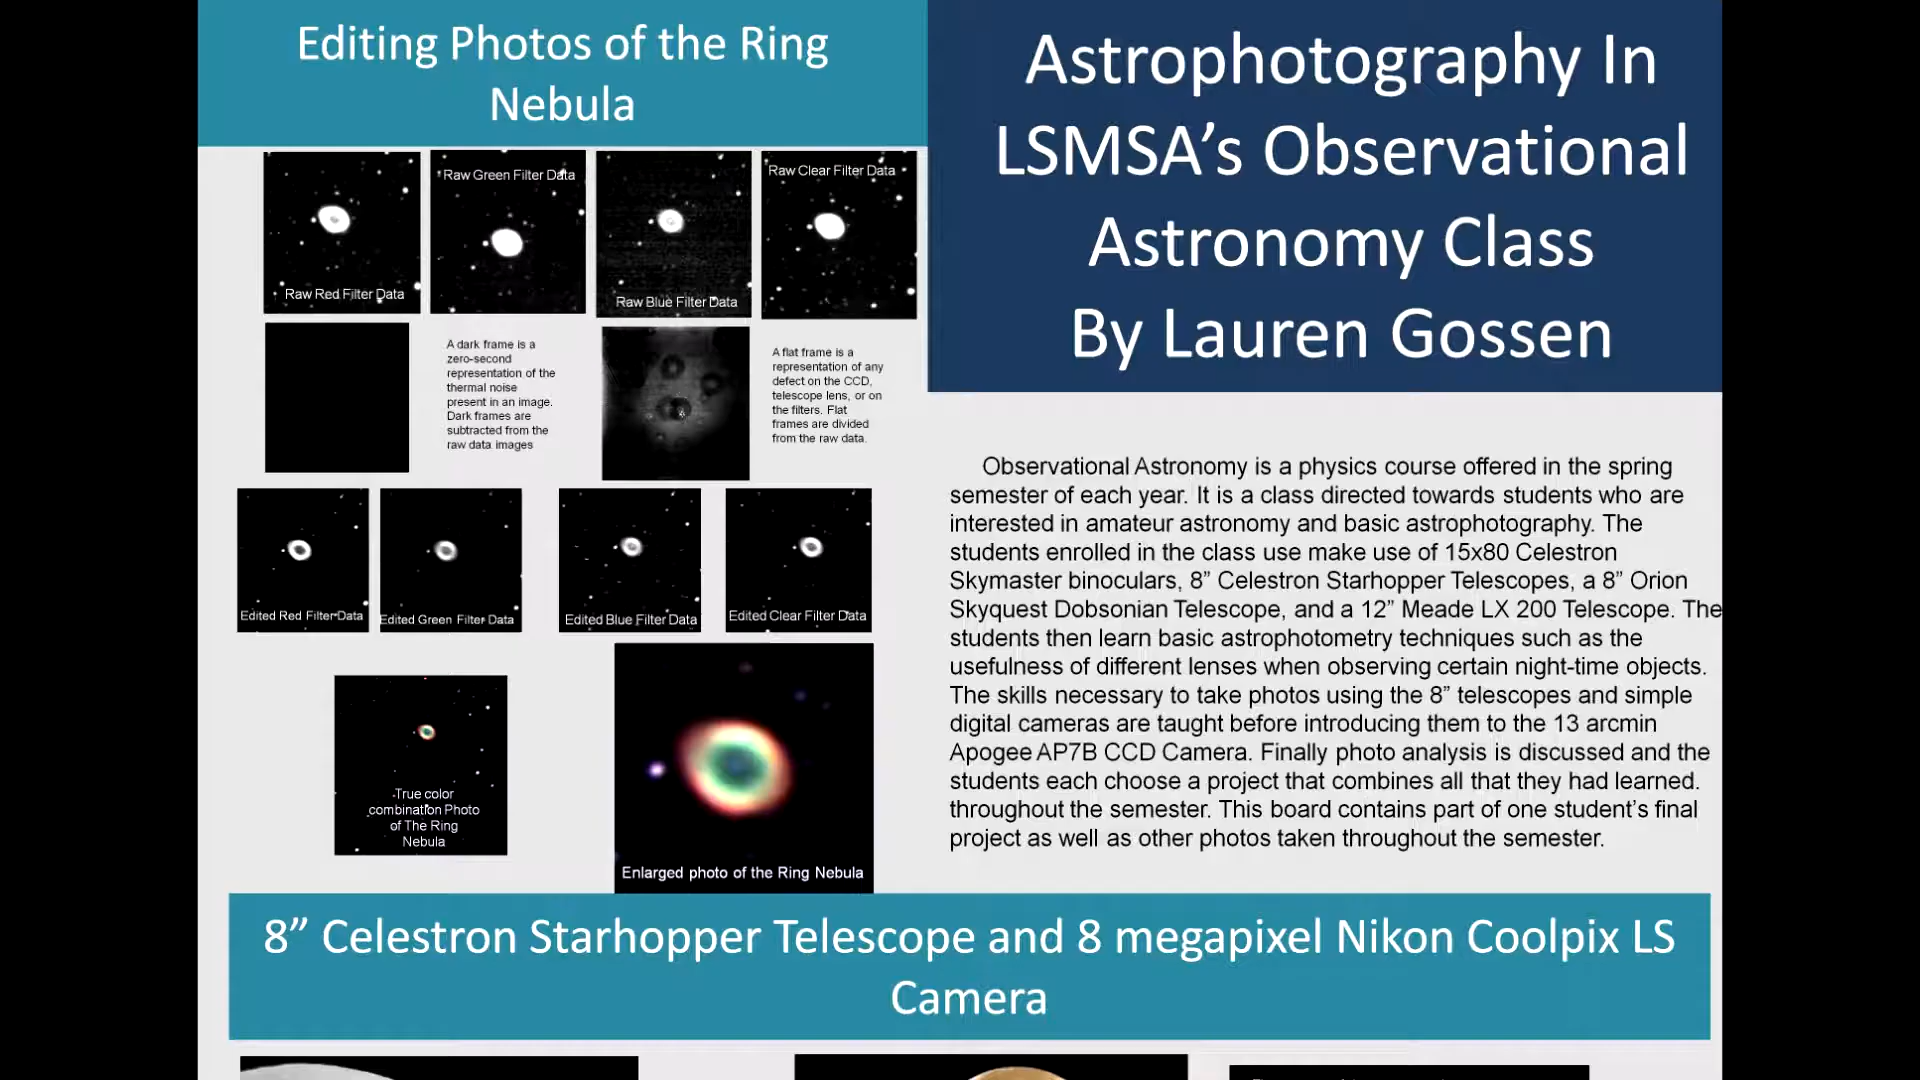 Editing Photos of the Ring
Nebula
Raw Red Filter Data
Raw Green Filter Data
Raw Blue Filter Data
Raw Clear Filter Data
A dark frame is a
zero-second
representation of the
thermal noise
present in an image.
Dark frames are
subtracted from the
raw data images
A flat frame is a
representation of any
defect on the CCD,
telescope lens, or on
the filters. Flat
frames are divided
from the raw data.
Edited Red Filter Data
Edited Green Filter Data
Edited Blue Filter Data
Edited Clear Filter Data
True color
combination Photo
of The Ring
Nebula
Enlarged photo of the Ring Nebula
Astrophotography In
LSMSA’s Observational
Astronomy Class
By Lauren Gossen
Observational Astronomy is a physics course offered in the spring
semester of each year. It is a class directed towards students who are
interested in amateur astronomy and basic astrophotography. The
students enrolled in the class use make use of 15x80 Celestron
Skymaster binoculars, 8” Celestron Starhopper Telescopes, a 8” Orion
Skyquest Dobsonian Telescope, and a 12” Meade LX 200 Telescope. The
students then learn basic astrophotometry techniques such as the
usefulness of different lenses when observing certain night-time objects.
The skills necessary to take photos using the 8” telescopes and simple
digital cameras are taught before introducing them to the 13 arcmin
Apogee AP7B CCD Camera. Finally photo analysis is discussed and the
students each choose a project that combines all that they had learned.
throughout the semester. This board contains part of one student’s final
project as well as other photos taken throughout the semester.
8” Celestron Starhopper Telescope and 8 megapixel Nikon Coolpix LS
Camera